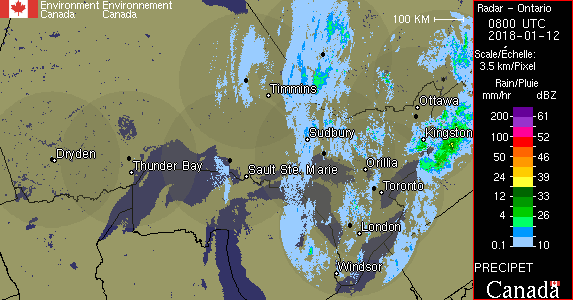 Environment Environnement
Canada Canada
100 KM
Timmins
Ottawa
Sudbury
Kingston
Dryden
Thunder Bay
Sault Ste. Marie
Orillia
Toronto
London
Windsor
Radar - Ontario
0800 UTC
2018-01-12
Scale/Échelle:
3.5 km/Pixel
Rain/Pluie
mm/hr dBZ
200 61
100 52
50 46
24 39
12 33
4 26
0.1 10
PRECIPET
Canada